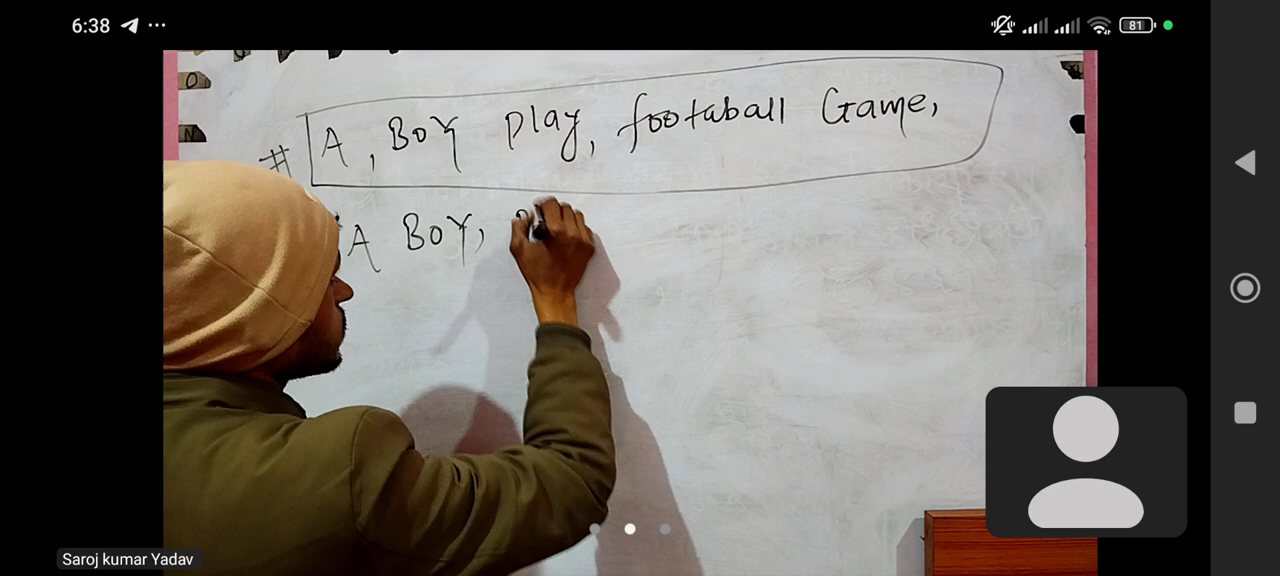 6:38
81
O
N
# A, BOY Play, footaball Game,
A BOY,
Saroj kumar Yadav